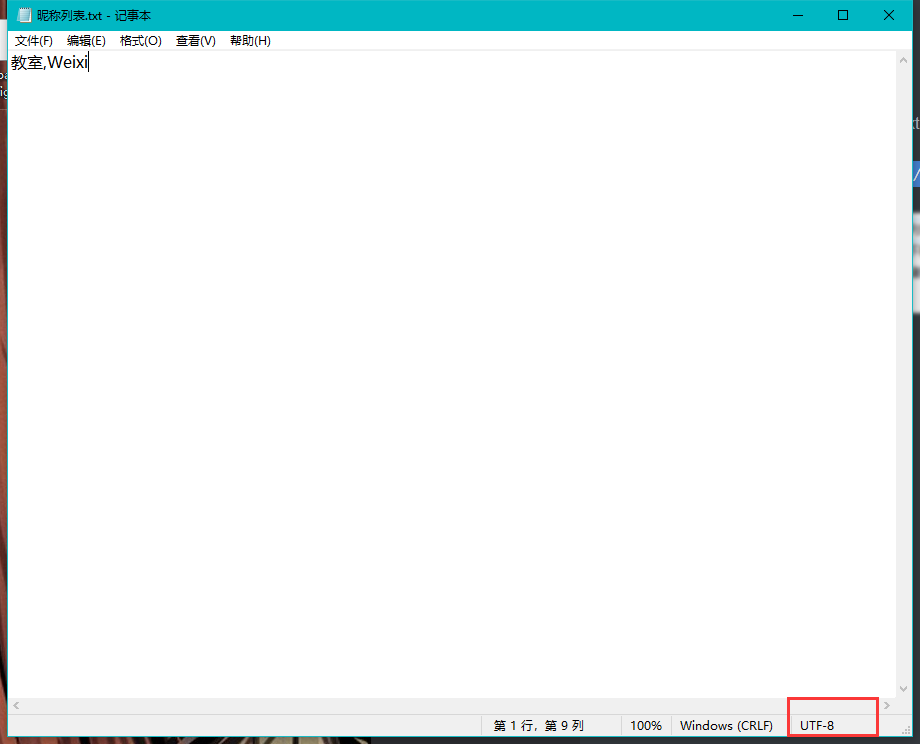 昵称列表.txt - 记事本
文件(F) 编辑(E) 格式(O) 查看(V) 帮助(H)
教室,Weixi
第 1 行，第 9 列 100% Windows (CRLF) UTF-8